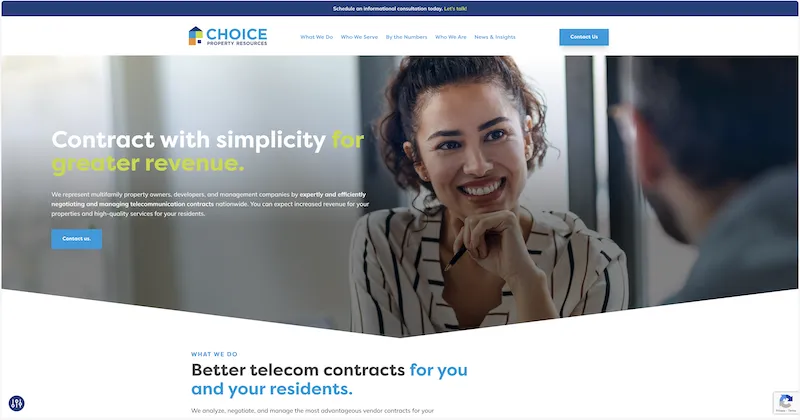 Schedule an informational consultation today. Let's talk!
CHOICE
PROPERTY RESOURCES
What We Do Who We Serve By the Numbers Who We Are News & Insights
Contact Us
Contract with simplicity for
greater revenue.
We represent multifamily property owners, developers, and management companies by expertly and efficiently
negotiating and managing telecommunication contracts nationwide. You can expect increased revenue for your
properties and high-quality services for your residents.
Contact us.
WHAT WE DO
Better telecom contracts for you
and your residents.
We analyze, negotiate, and manage the most advantageous vendor contracts for your